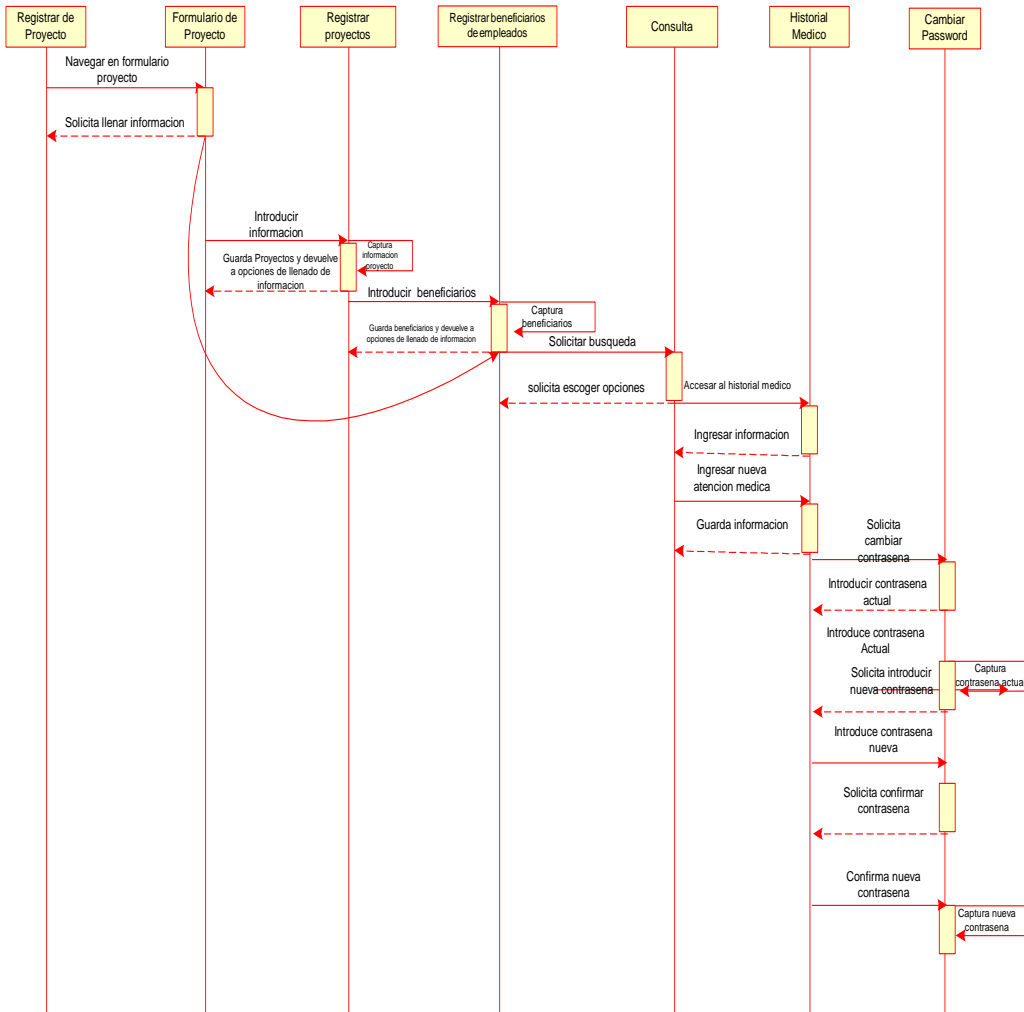 Registrar de
Proyecto
Formulario de
Proyecto
Registrar
proyectos
Registrar beneficiarios
de empleados
Consulta
Historial
Medico
Cambiar
Password
Navegar en formulario
proyecto
Solicita llenar informacion
Introducir
informacion
Captura
informacion
proyecto
Guarda Proyectos y devuelve
a opciones de llenado de
informacion
Introducir beneficiarios
Captura
beneficiarios
Guarda beneficiarios y devuelve a
opciones de llenado de informacion
Solicitar busqueda
solicita escoger opciones
Accesar al historial medico
Ingresar informacion
Ingresar nueva
atencion medica
Guarda informacion
Solicita
cambiar
contrasena
Introducir contrasena
actual
Introduce contrasena
Actual
Solicita introducir
nueva contrasena
Captura
contrasena actual
Introduce contrasena
nueva
Solicita confirmar
contrasena
Confirma nueva
contrasena
Captura nueva
contrasena